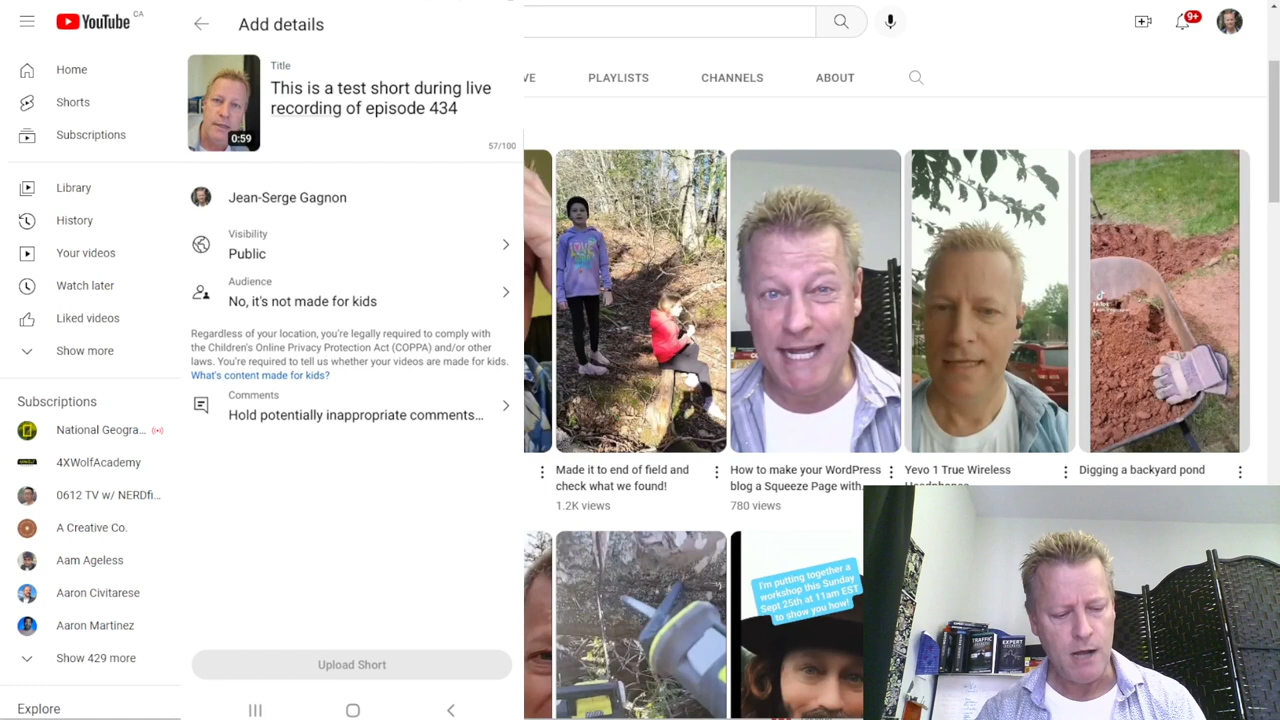 YouTube CA
Home
Shorts
Subscriptions
Library
History
Your videos
Watch later
Liked videos
Show more
Subscriptions
National Geogra...
4XWolfAcademy
0612 TV w/ NERDfi...
A Creative Co.
Aam Ageless
Aaron Civitarese
Aaron Martinez
Show 429 more
Explore
Add details
0:59
Title
This is a test short during live
recording of episode 434
57/100
Jean-Serge Gagnon
Visibility
Public
Audience
No, it's not made for kids
Regardless of your location, you're legally required to comply with
the Children's Online Privacy Protection Act (COPPA) and/or other
laws. You're required to tell us whether your videos are made for kids.
What's content made for kids?
Comments
Hold potentially inappropriate comments...
Upload Short
9+
VE
PLAYLISTS
CHANNELS
ABOUT
Made it to end of field and
check what we found!
1.2K views
How to make your WordPress
blog a Squeeze Page with...
780 views
Yevo 1 True Wireless
Headphones
Digging a backyard pond
I'm putting together a
workshop this Sunday
Sept 25th at 11am EST
to show you how!
TRAFFIC
SECRETS
EXPERT
SECRETS